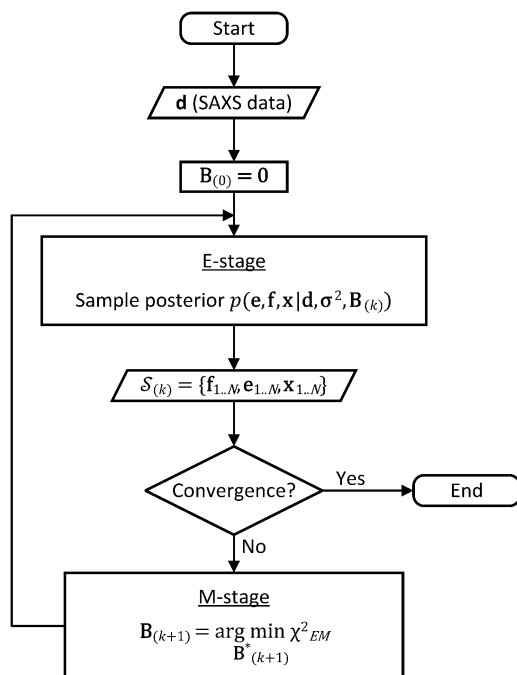 Start
d (SAXS data)
B₍₀₎ = 0
E-stage
Sample posterior p(e, f, x|d, σ², B₍ₖ₎)
𝒮₍ₖ₎ = {f₁..N, e₁..N, x₁..N}
Convergence?
Yes
End
No
M-stage
B₍ₖ₊₁₎ = arg min χ²EM
B*₍ₖ₊₁₎